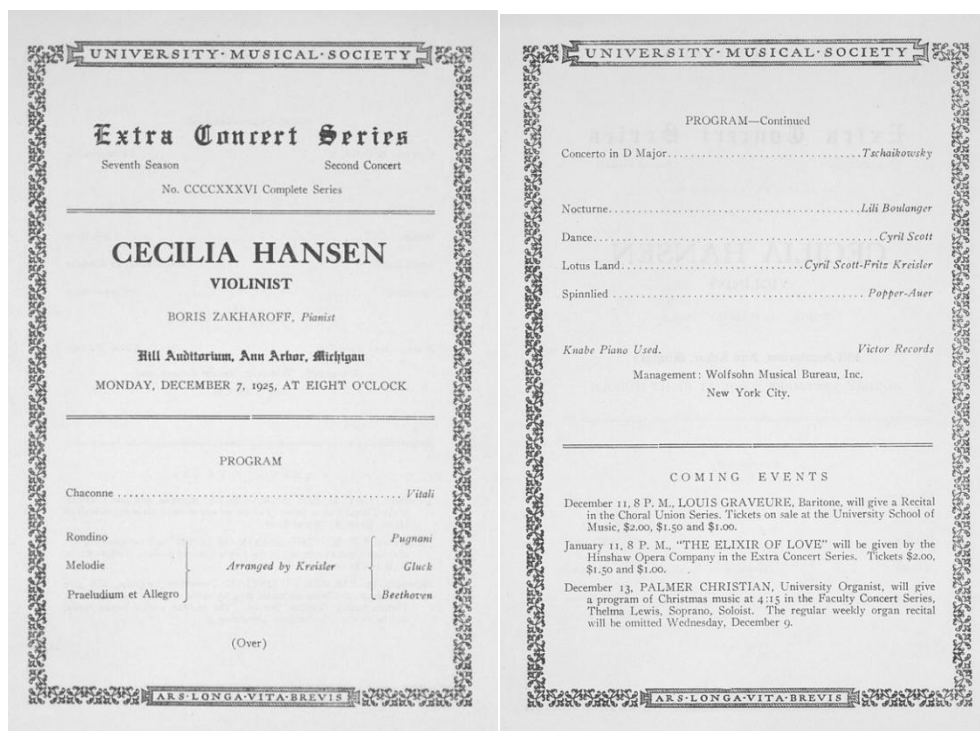 UNIVERSITY·MUSICAL·SOCIETY
Extra Concert Series
Seventh Season Second Concert
No. CCCCXXXVI Complete Series
CECILIA HANSEN
VIOLINIST
BORIS ZAKHAROFF, Pianist
Hill Auditorium, Ann Arbor, Michigan
MONDAY, DECEMBER 7, 1925, AT EIGHT O'CLOCK
PROGRAM
Chaconne ........................................................ Vitali
Rondino Pugnani
Melodie Arranged by Kreisler Gluck
Praeludium et Allegro Beethoven
(Over)
ARS·LONGA·VITA·BREVIS
UNIVERSITY·MUSICAL·SOCIETY
PROGRAM—Continued
Concerto in D Major.......................................Tschaikowsky
Nocturne.................................................Lili Boulanger
Dance....................................................Cyril Scott
Lotus Land....................................Cyril Scott-Fritz Kreisler
Spinnlied ................................................ Popper-Auer
Knabe Piano Used. Victor Records
Management: Wolfsohn Musical Bureau, Inc.
New York City.
COMING EVENTS
December 11, 8 P. M., LOUIS GRAVEURE, Baritone, will give a Recital
in the Choral Union Series. Tickets on sale at the University School of
Music, $2.00, $1.50 and $1.00.
January 11, 8 P. M., "THE ELIXIR OF LOVE" will be given by the
Hinshaw Opera Company in the Extra Concert Series. Tickets $2.00,
$1.50 and $1.00.
December 13, PALMER CHRISTIAN, University Organist, will give
a program of Christmas music at 4:15 in the Faculty Concert Series,
Thelma Lewis, Soprano, Soloist. The regular weekly organ recital
will be omitted Wednesday, December 9.
ARS·LONGA·VITA·BREVIS